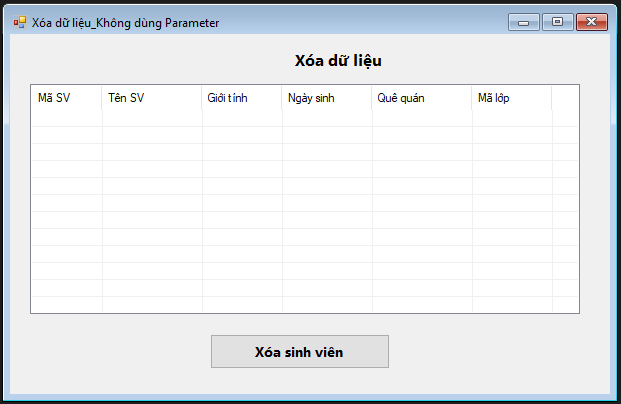 Xóa dữ liệu_Không dùng Parameter
Xóa dữ liệu
Mã SV Tên SV Giới tính Ngày sinh Quê quán Mã lớp
Xóa sinh viên